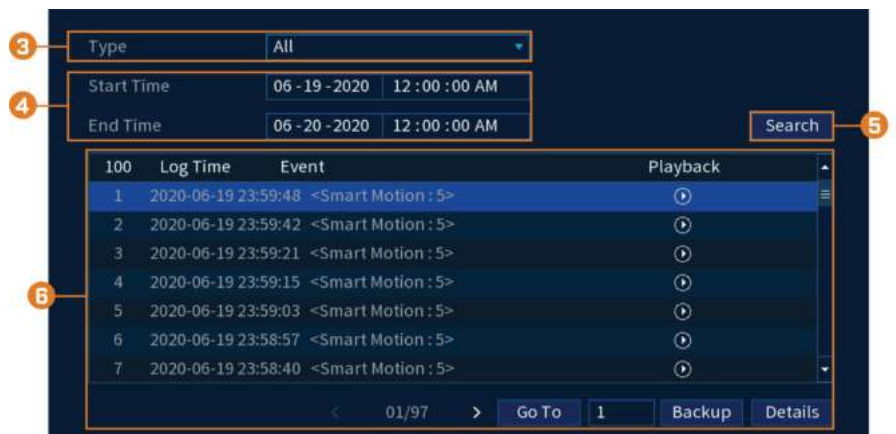 3 Type All
4 Start Time 06 - 19 - 2020 12 : 00 : 00 AM
End Time 06 - 20 - 2020 12 : 00 : 00 AM Search 5
6 100 Log Time Event Playback
1 2020-06-19 23:59:48 <Smart Motion : 5>
2 2020-06-19 23:59:42 <Smart Motion : 5>
3 2020-06-19 23:59:21 <Smart Motion : 5>
4 2020-06-19 23:59:15 <Smart Motion : 5>
5 2020-06-19 23:59:03 <Smart Motion : 5>
6 2020-06-19 23:58:57 <Smart Motion : 5>
7 2020-06-19 23:58:40 <Smart Motion : 5>
< 01/97 > Go To 1 Backup Details